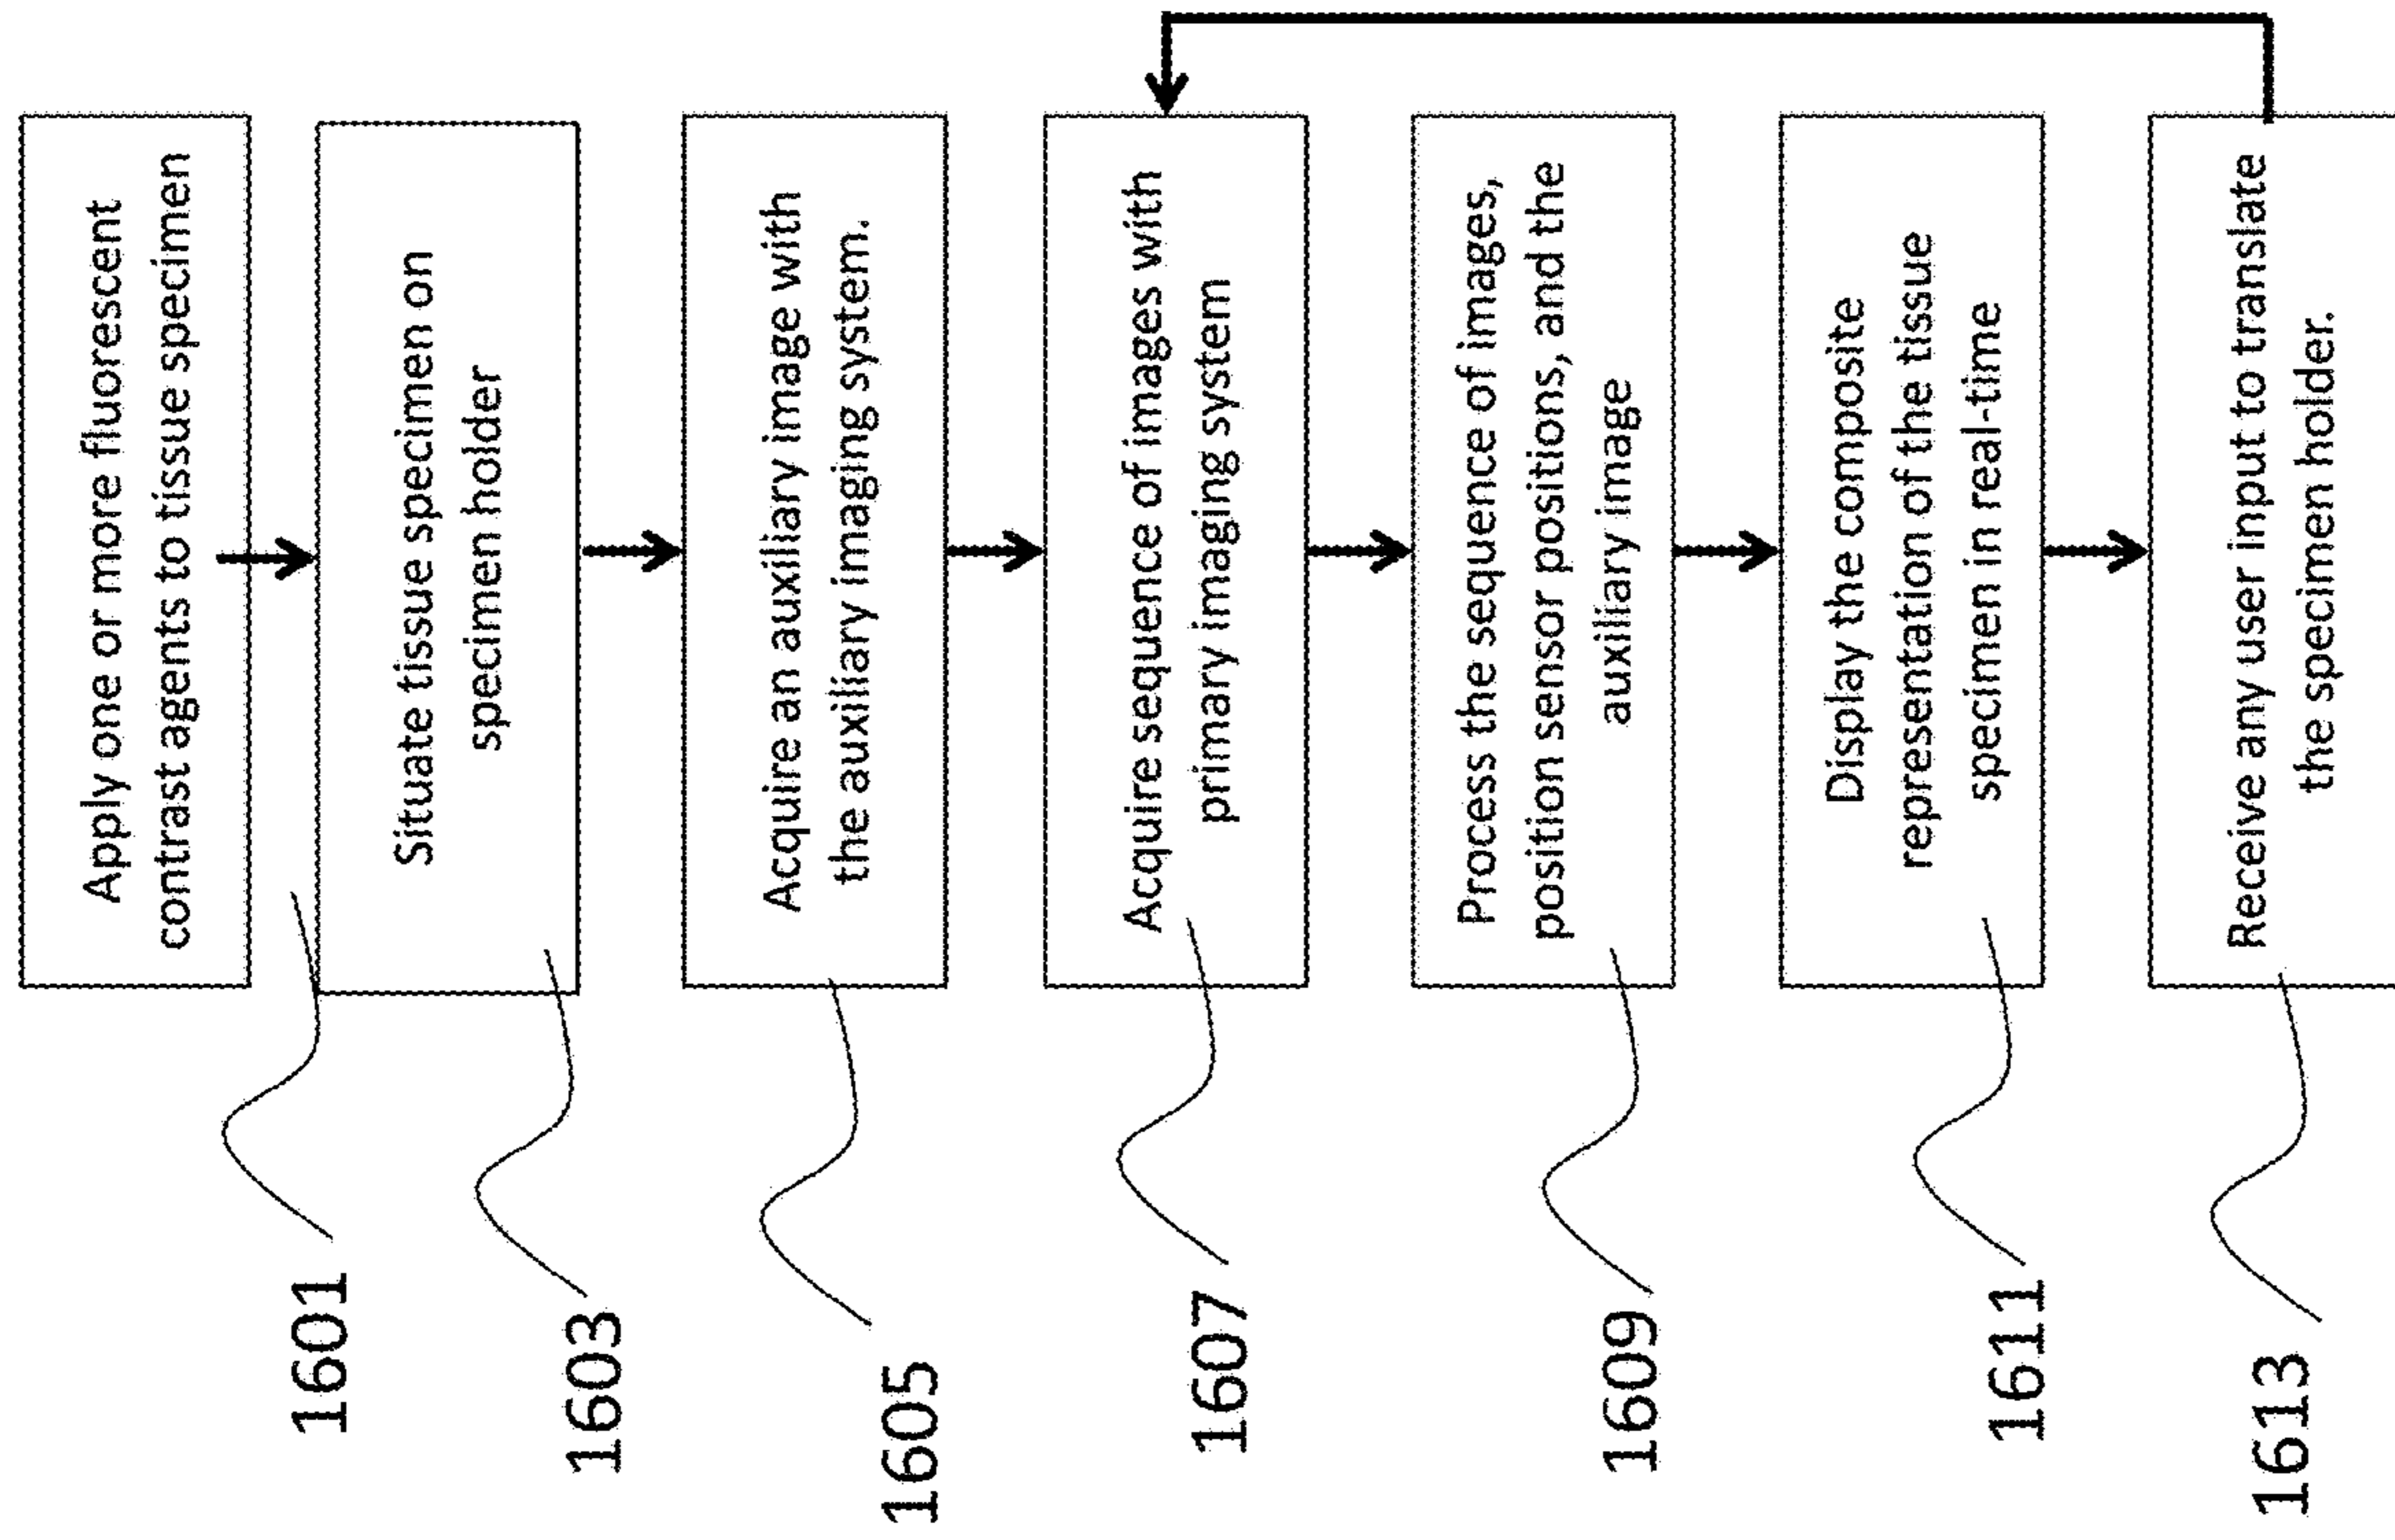 Apply one or more fluorescent
contrast agents to tissue specimen
1601
Situate tissue specimen on
specimen holder
1603
Acquire an auxiliary image with
the auxiliary imaging system.
1605
Acquire sequence of images with
primary imaging system
1607
Process the sequence of images,
position sensor positions, and the
auxiliary image
1609
Display the composite
representation of the tissue
specimen in real-time
1611
Receive any user input to translate
the specimen holder.
1613